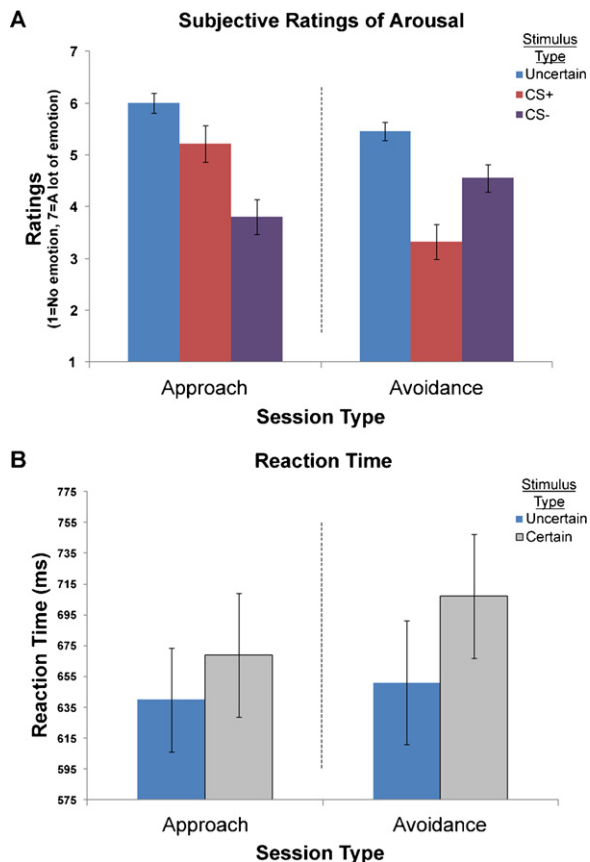 A
Subjective Ratings of Arousal
Stimulus
Type
Uncertain
CS+
CS-
Ratings
(1=No emotion, 7=A lot of emotion)
7
6
5
4
3
2
1
Approach
Avoidance
Session Type
B
Reaction Time
Stimulus
Type
Uncertain
Certain
Reaction Time (ms)
775
755
735
715
695
675
655
635
615
595
575
Approach
Avoidance
Session Type